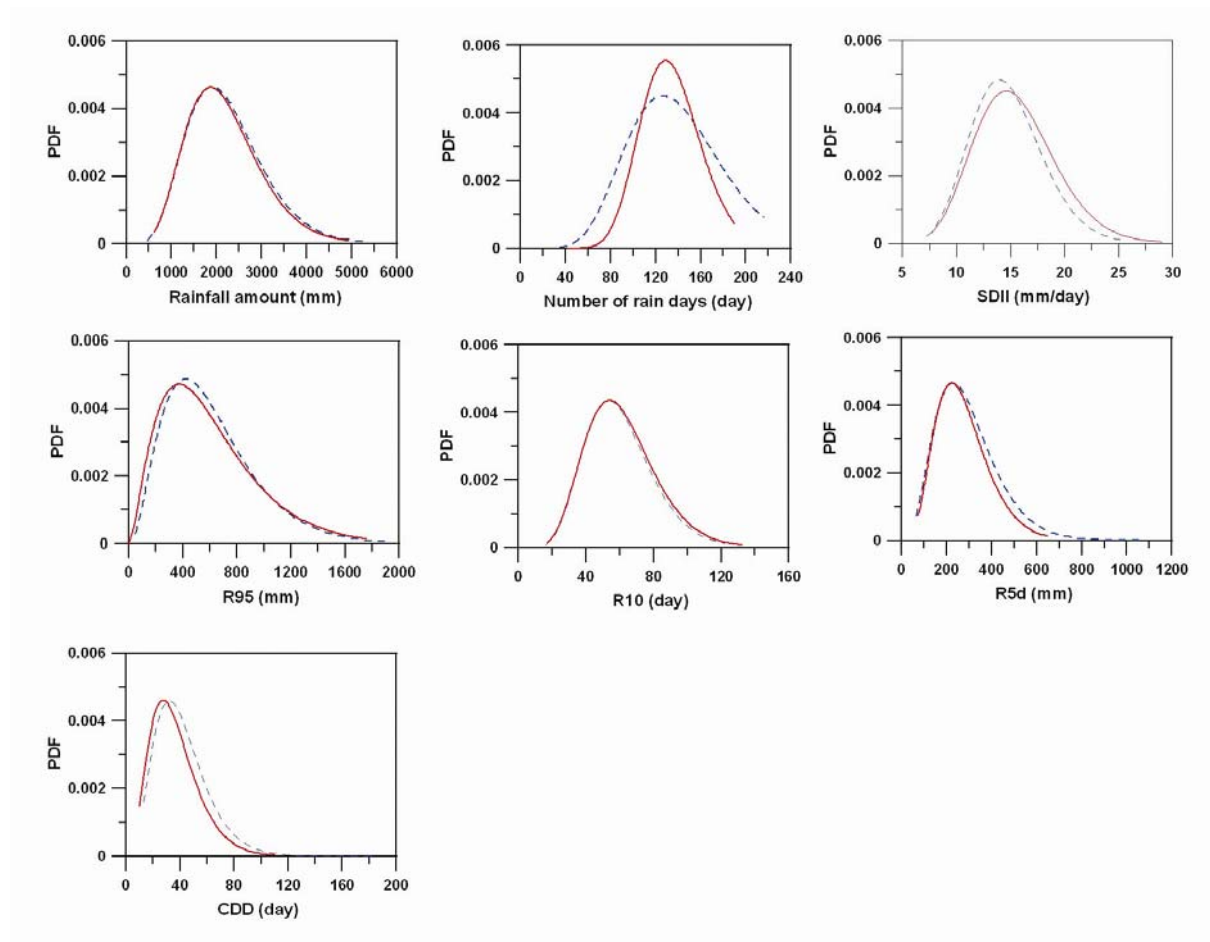 0.006
0.004
0.002
0
PDF
0 1000 2000 3000 4000 5000 6000
Rainfall amount (mm)
0.006
0.004
0.002
0
PDF
0 40 80 120 160 200 240
Number of rain days (day)
0.006
0.004
0.002
0
PDF
5 10 15 20 25 30
SDII (mm/day)
0.006
0.004
0.002
0
PDF
0 400 800 1200 1600 2000
R95 (mm)
0.006
0.004
0.002
0
PDF
0 40 80 120 160
R10 (day)
0.006
0.004
0.002
0
PDF
0 200 400 600 800 1000 1200
R5d (mm)
0.006
0.004
0.002
0
PDF
0 40 80 120 160 200
CDD (day)